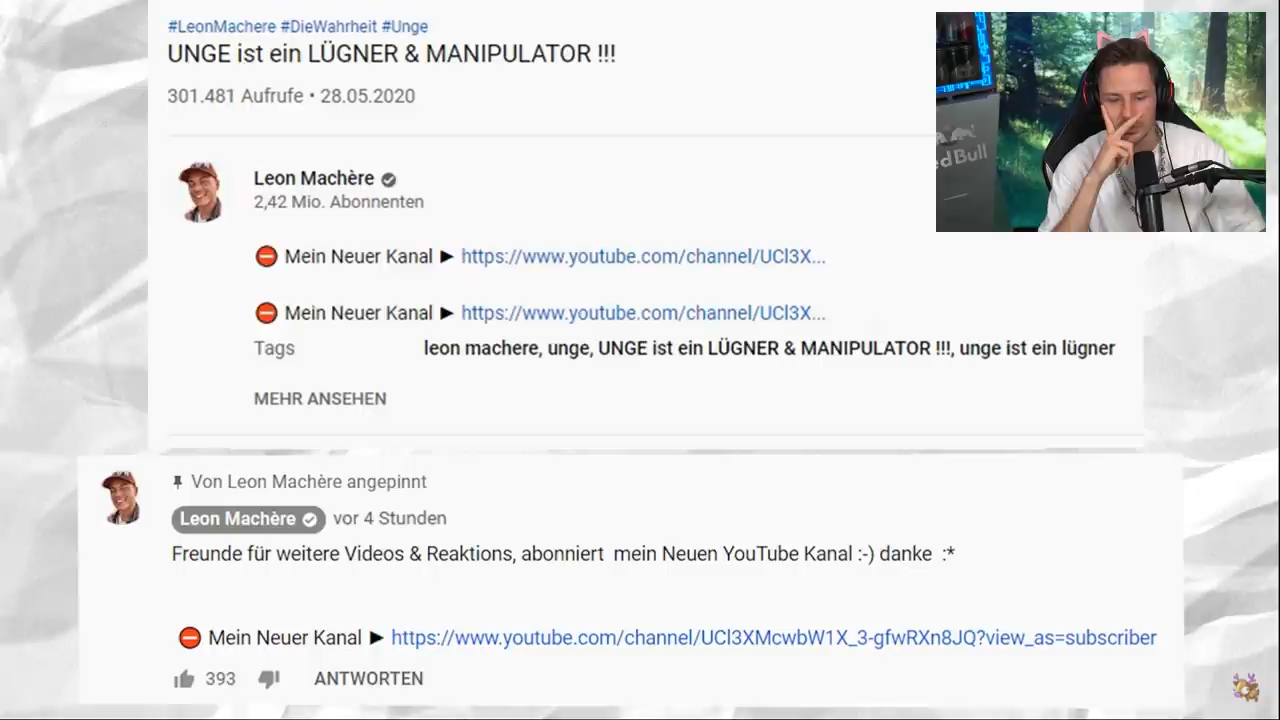 #LeonMachere #DieWahrheit #Unge
UNGE ist ein LÜGNER & MANIPULATOR !!!
301.481 Aufrufe • 28.05.2020
Leon Machère
2,42 Mio. Abonnenten
⛔ Mein Neuer Kanal ► https://www.youtube.com/channel/UCl3X...
⛔ Mein Neuer Kanal ► https://www.youtube.com/channel/UCl3X...
Tags leon machere, unge, UNGE ist ein LÜGNER & MANIPULATOR !!!, unge ist ein lügner
MEHR ANSEHEN
Von Leon Machère angepinnt
Leon Machère vor 4 Stunden
Freunde für weitere Videos & Reaktions, abonniert mein Neuen YouTube Kanal :-) danke :*
⛔ Mein Neuer Kanal ► https://www.youtube.com/channel/UCl3XMcwbW1X_3-gfwRXn8JQ?view_as=subscriber
393 ANTWORTEN
edBull